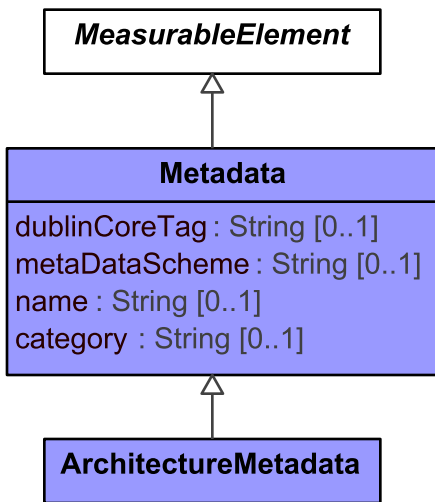 MeasurableElement
Metadata
dublinCoreTag : String [0..1]
metaDataScheme : String [0..1]
name : String [0..1]
category : String [0..1]
ArchitectureMetadata